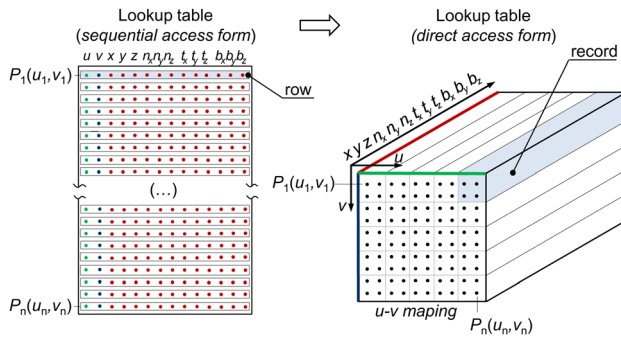 Lookup table
(sequential access form)
u v x y z nx ny nz tx ty tz bx by bz
P1(u1,v1)
row
(...)
Pn(un,vn)
Lookup table
(direct access form)
record
x y z nx ny nz tx ty tz bx by bz
u
P1(u1,v1)
v
u-v maping
Pn(un,vn)